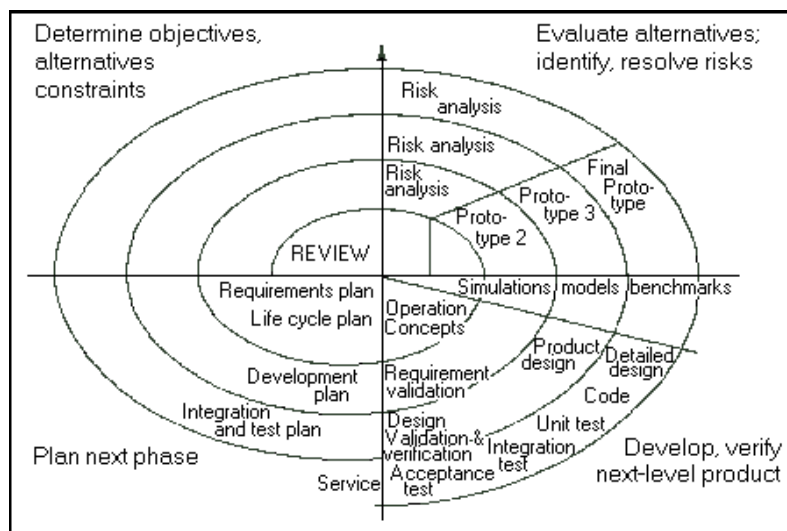 Determine objectives,
alternatives
constraints
Evaluate alternatives;
identify, resolve risks
Risk
analysis
Risk analysis
Risk
analysis
Final
Proto-
type
Proto-
type 3
Proto-
type 2
REVIEW
Requirements plan
Life cycle plan
Simulations
models
benchmarks
Operation
Concepts
Product
design
Detailed
design
Development
plan
Requirement
validation
Code
Integration
and test plan
Design
Validation-&
verification
Unit test
Integration
test
Plan next phase
Develop, verify
next-level product
Service
Acceptance
test